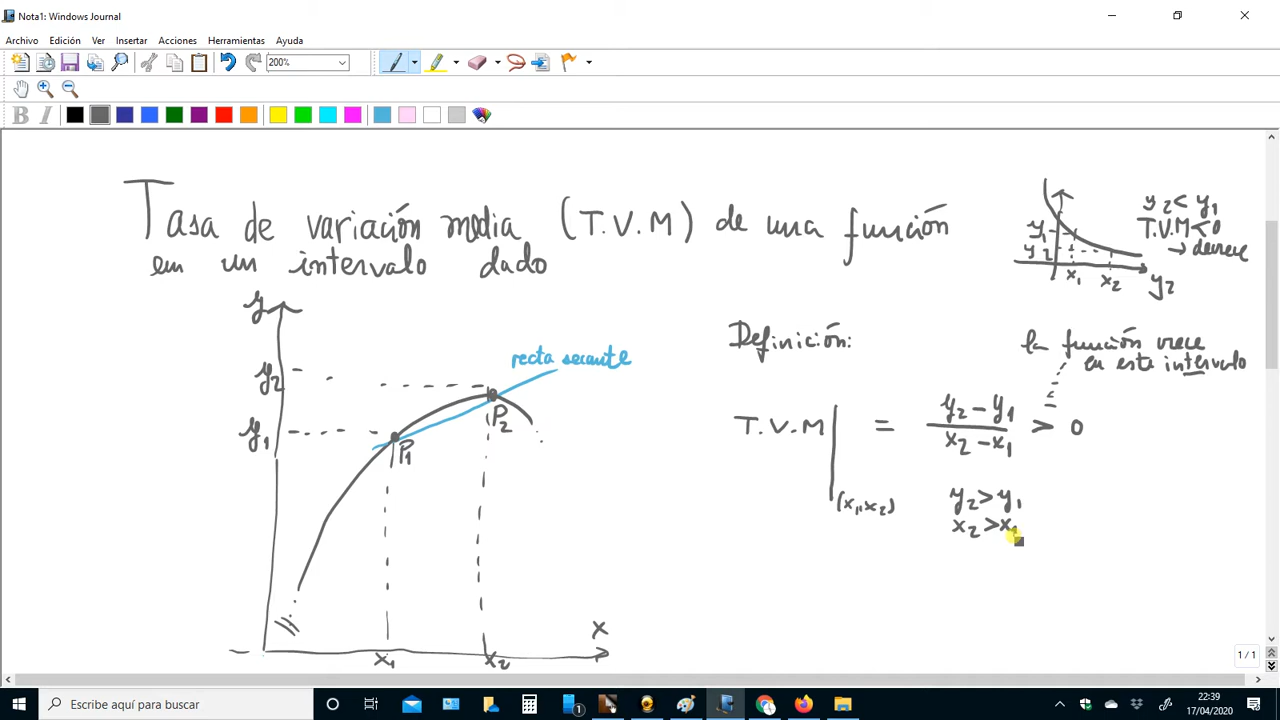 Nota1: Windows Journal
Archivo Edición Ver Insertar Acciones Herramientas Ayuda
200%
Tasa de variación media (T.V.M) de una función
en un intervalo dado
y2 < y1
T.V.M < 0
→ decrece
y1
y2
x1 x2 y2
y
y2
y1
recta secante
P1
P2
x
x1 x2
Definición:
la función crece
en este intervalo
T.V.M = y2 - y1 / x2 - x1 > 0
(x1,x2)
y2 > y1
x2 > x1
1 / 1
Escribe aquí para buscar
1
22:39
17/04/2020